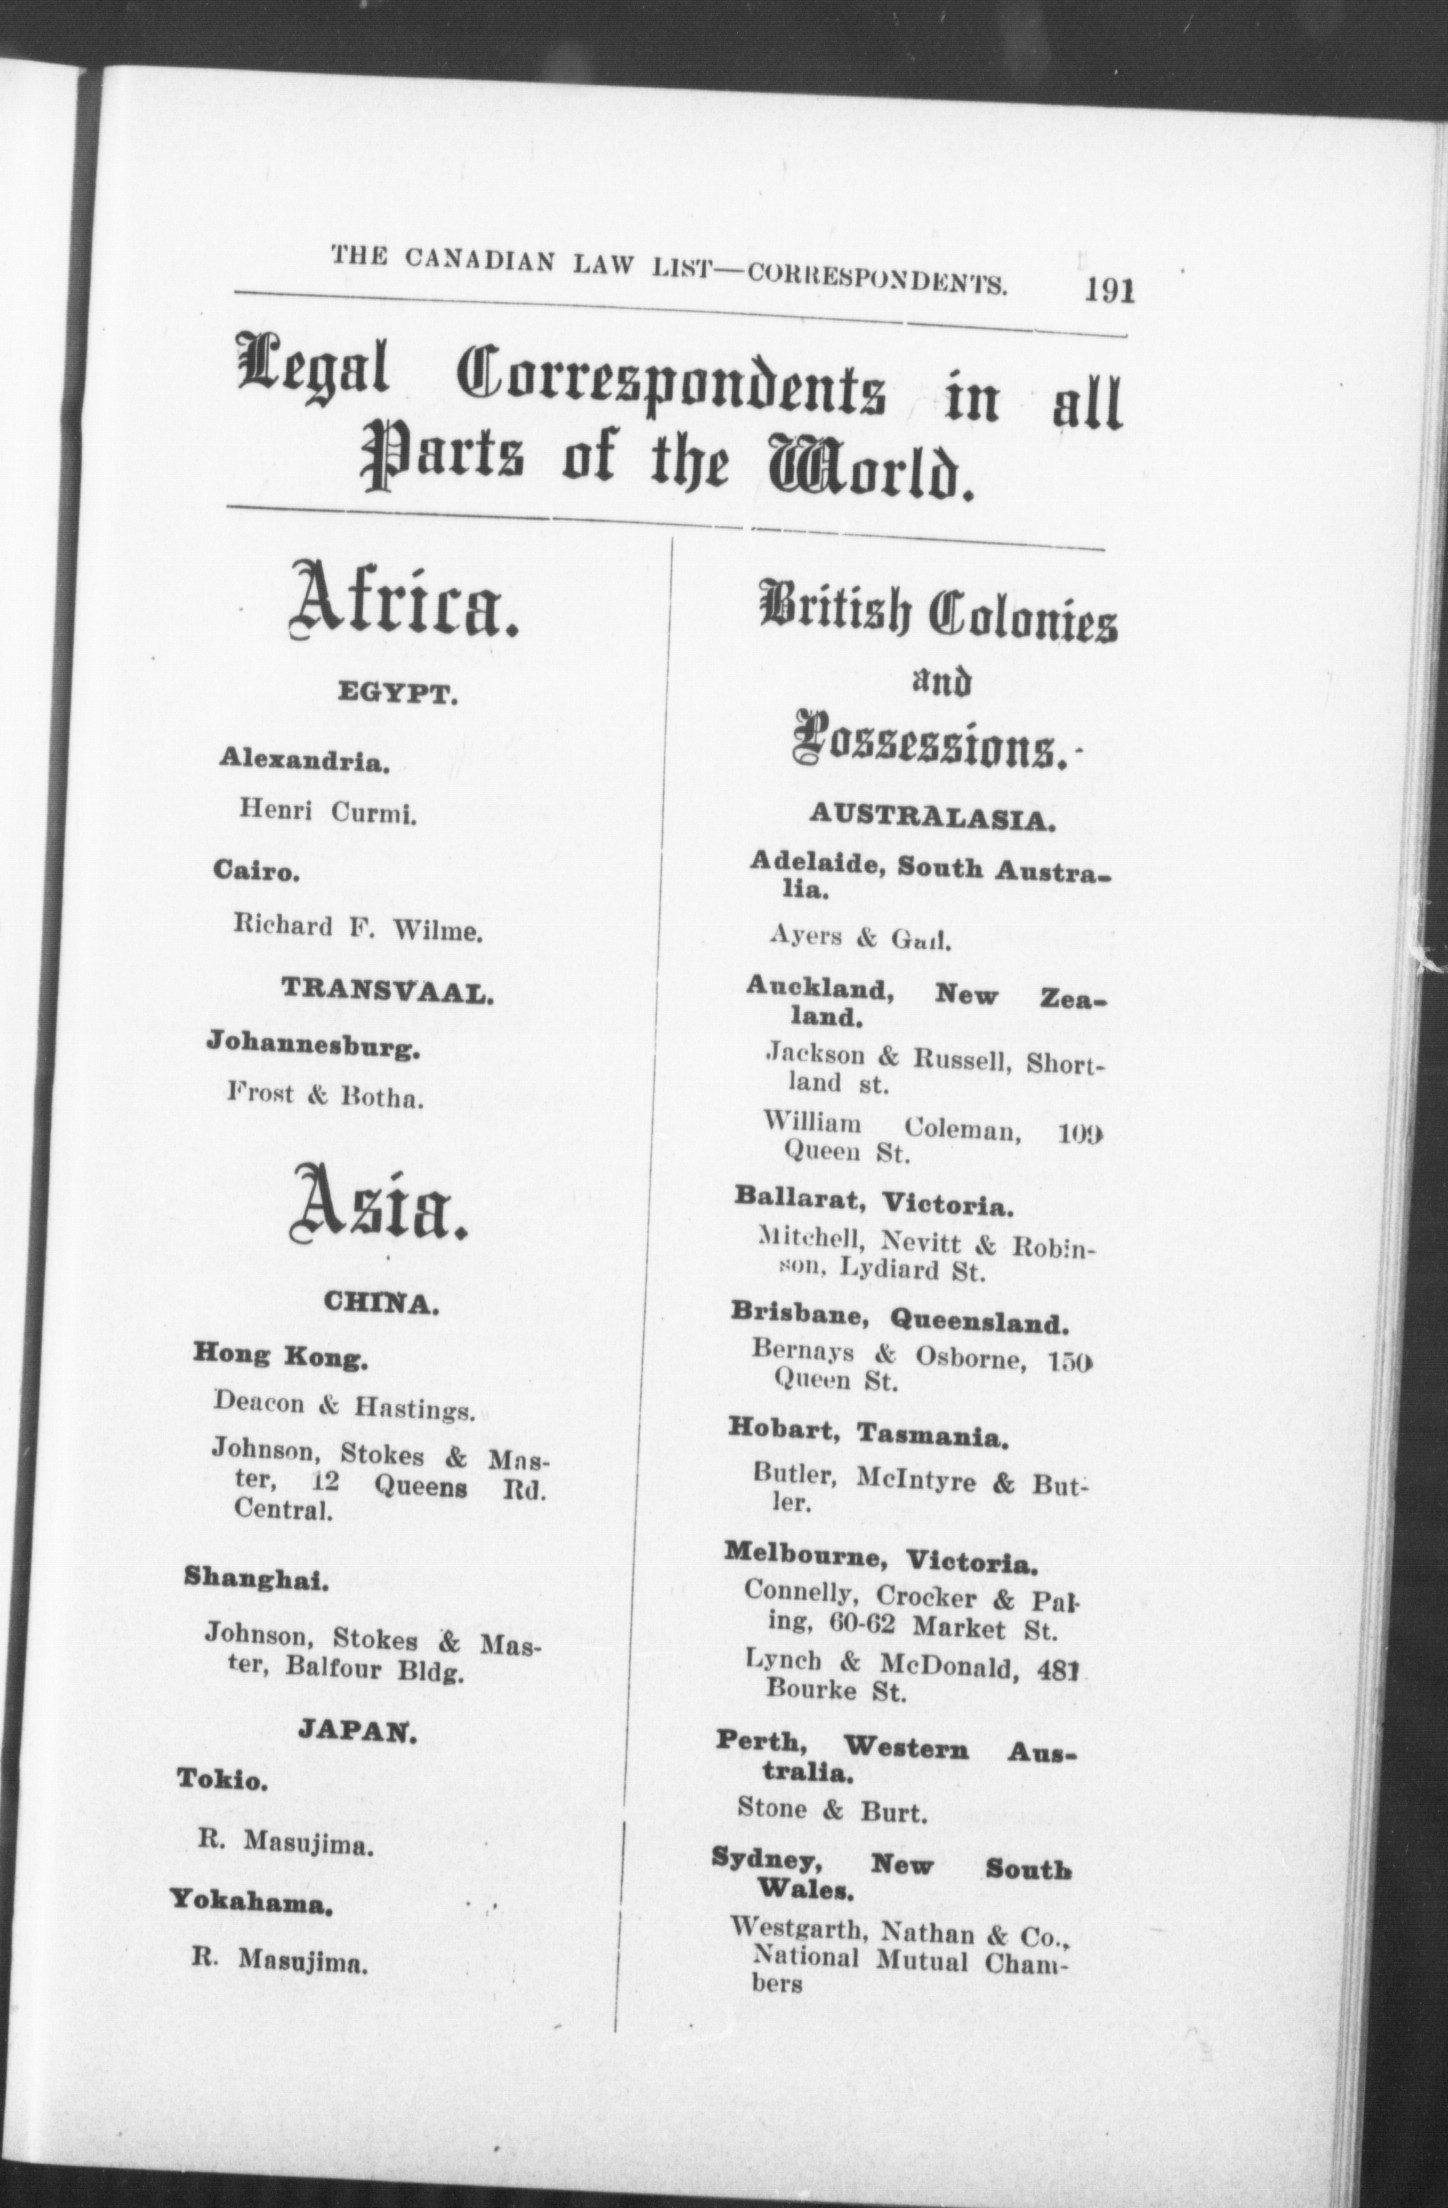 THE CANADIAN LAW LIST—CORRESPONDENTS. 191
Legal Correspondents in all
Parts of the World.
Africa.
EGYPT.
Alexandria.
Henri Curmi.
Cairo.
Richard F. Wilme.
TRANSVAAL.
Johannesburg.
Frost & Botha.
Asia.
CHINA.
Hong Kong.
Deacon & Hastings.
Johnson, Stokes & Mas-
ter, 12 Queens Rd.
Central.
Shanghai.
Johnson, Stokes & Mas-
ter, Balfour Bldg.
JAPAN.
Tokio.
R. Masujima.
Yokahama.
R. Masujima.
British Colonies
and
Possessions.
AUSTRALASIA.
Adelaide, South Austra-
lia.
Ayers &
Auckland, New Zea-
land.
Jackson & Russell, Short-
land st.
William Coleman, 109
Queen St.
Ballarat, Victoria.
Mitchell, Nevitt & Robin-
son, Lydiard St.
Brisbane, Queensland.
Bernays & Osborne, 150
Queen St.
Hobart, Tasmania.
Butler, McIntyre & But-
ler.
Melbourne, Victoria.
Connelly, Crocker & Pal-
ing, 60-62 Market St.
Lynch & McDonald, 481
Bourke St.
Perth, Western Aus-
tralia.
Stone & Burt.
Sydney, New South
Wales.
Westgarth, Nathan & Co.,
National Mutual Cham-
bers